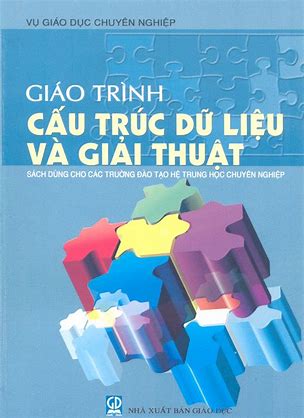 VỤ GIÁO DỤC CHUYÊN NGHIỆP
GIÁO TRÌNH
CẤU TRÚC DỮ LIỆU
VÀ GIẢI THUẬT
SÁCH DÙNG CHO CÁC TRƯỜNG ĐÀO TẠO HỆ TRUNG HỌC CHUYÊN NGHIỆP
NHÀ XUẤT BẢN GIÁO DỤC